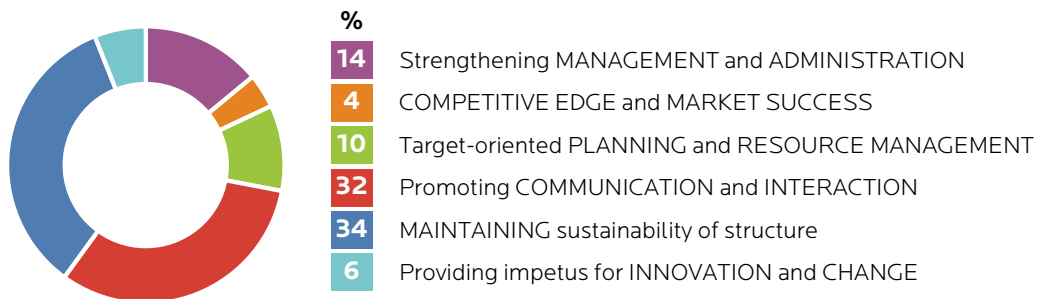 %
14 Strengthening MANAGEMENT and ADMINISTRATION
4 COMPETITIVE EDGE and MARKET SUCCESS
10 Target-oriented PLANNING and RESOURCE MANAGEMENT
32 Promoting COMMUNICATION and INTERACTION
34 MAINTAINING sustainability of structure
6 Providing impetus for INNOVATION and CHANGE